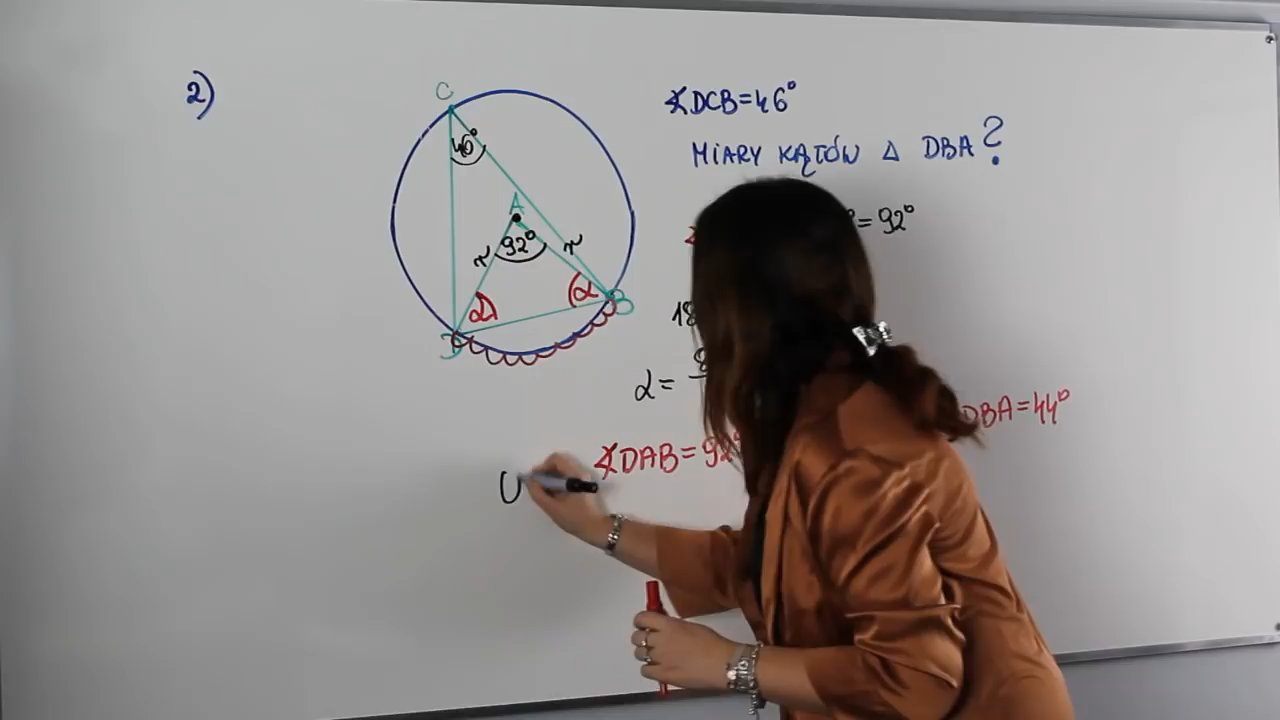 2)
C
46°
A
92°
r
r
α
α
B
D
∢DCB=46°
MIARY KĄTÓW Δ DBA?
=92°
18
α=
DBA=44°
∢DAB=92°
U